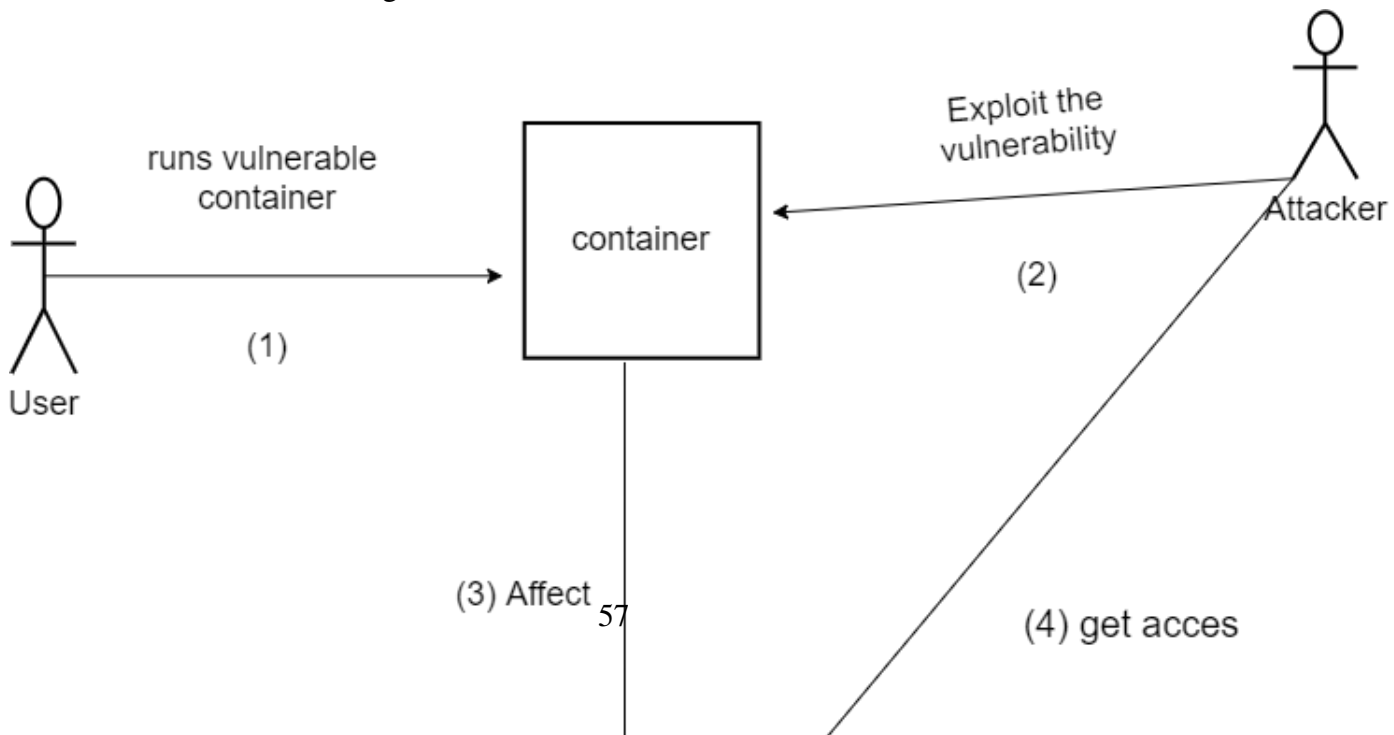 Exploit the
vulnerability
runs vulnerable
container
Attacker
container
(2)
(1)
User
(3) Affect
57
(4) get acces